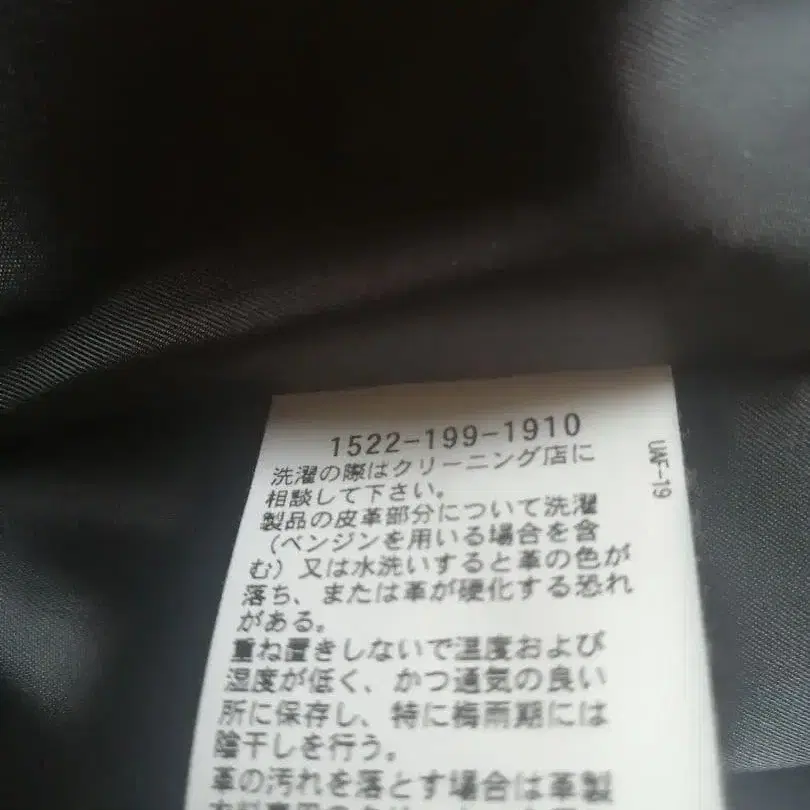 1522-199-1910
洗濯の際はクリーニング店に
相談して下さい。
製品の皮革部分について洗濯
(ベンジンを用いる場合を含
む)又は水洗いすると革の色が
落ち、または革が硬化する恐れ
がある。
重ね置きしないで温度および
湿度が低く、かつ通気の良い
所に保存し、特に梅雨期には
陰干しを行う。
革の汚れを落とす場合は革製
UAF-19